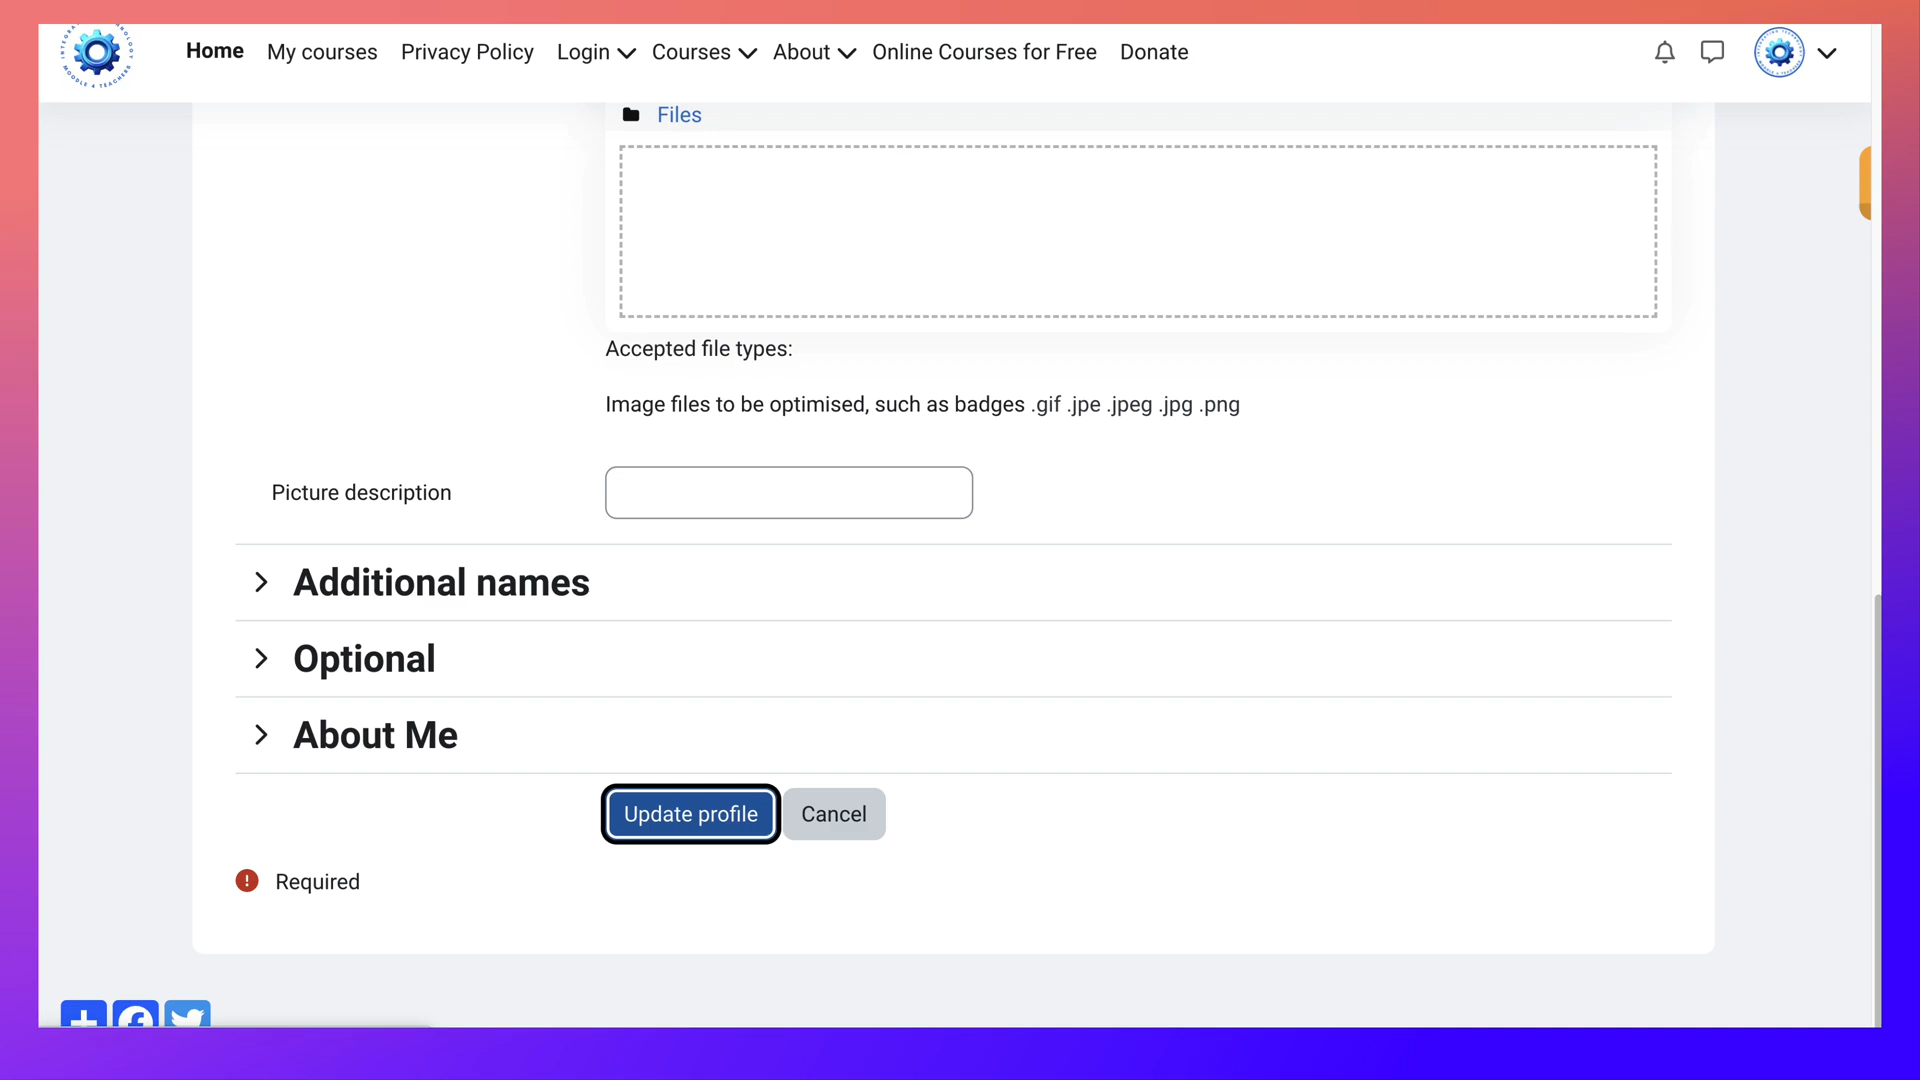 Home My courses Privacy Policy Login Courses About Online Courses for Free Donate
Files
Accepted file types:
Image files to be optimised, such as badges .gif .jpe .jpeg .jpg .png
Picture description
Additional names
Optional
About Me
Update profile Cancel
Required